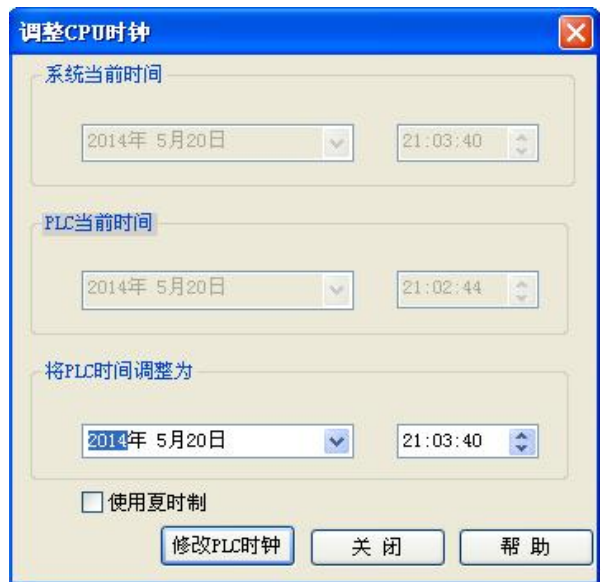 调整CPU时钟
系统当前时间
2014年 5月20日 21:03:40
PLC当前时间
2014年 5月20日 21:02:44
将PLC时间调整为
2014年 5月20日 21:03:40
使用夏时制
修改PLC时钟 关 闭 帮 助